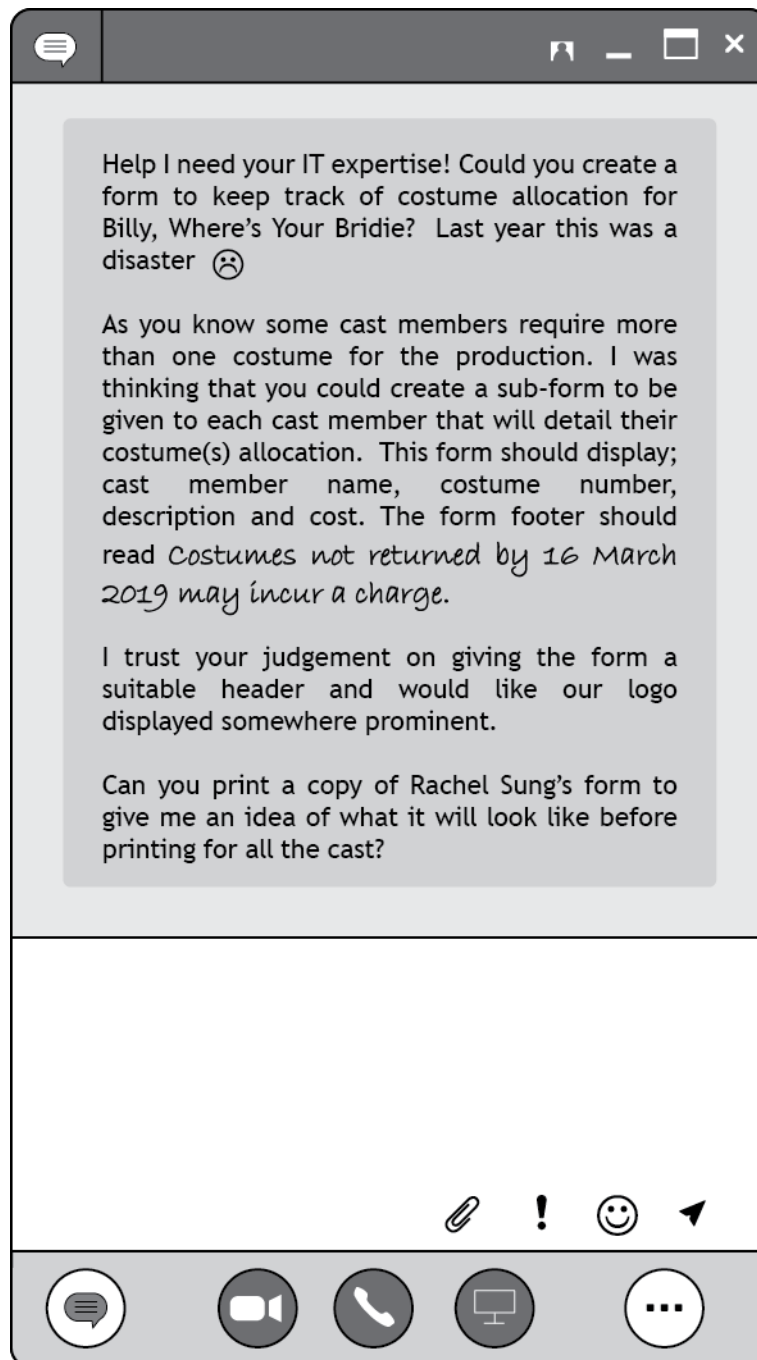 Help I need your IT expertise! Could you create a
form to keep track of costume allocation for
Billy, Where’s Your Bridie? Last year this was a
disaster ☹
As you know some cast members require more
than one costume for the production. I was
thinking that you could create a sub-form to be
given to each cast member that will detail their
costume(s) allocation. This form should display;
cast member name, costume number,
description and cost. The form footer should
read Costumes not returned by 16 March
2019 may incur a charge.
I trust your judgement on giving the form a
suitable header and would like our logo
displayed somewhere prominent.
Can you print a copy of Rachel Sung’s form to
give me an idea of what it will look like before
printing for all the cast?